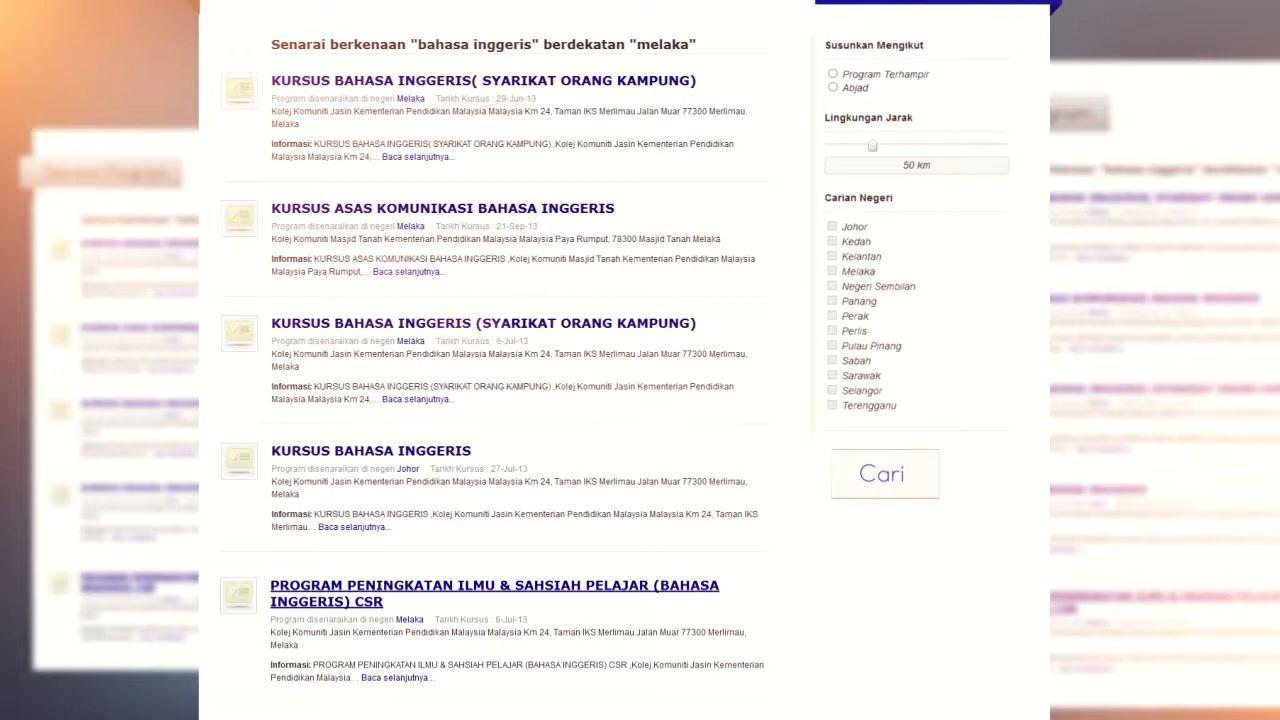 Senarai berkenaan "bahasa inggeris" berdekatan "melaka"
KURSUS BAHASA INGGERIS( SYARIKAT ORANG KAMPUNG)
Program disenaraikan di negeri Melaka Tarikh Kursus : 29-Jun-13
Kolej Komuniti Jasin Kementerian Pendidikan Malaysia Malaysia Km 24, Taman IKS Merlimau Jalan Muar 77300 Merlimau,
Melaka
Informasi: KURSUS BAHASA INGGERIS( SYARIKAT ORANG KAMPUNG) ,Kolej Komuniti Jasin Kementerian Pendidikan
Malaysia Malaysia Km 24,... Baca selanjutnya...
KURSUS ASAS KOMUNIKASI BAHASA INGGERIS
Program disenaraikan di negeri Melaka Tarikh Kursus : 21-Sep-13
Kolej Komuniti Masjid Tanah Kementerian Pendidikan Malaysia Malaysia Paya Rumput, 78300 Masjid Tanah Melaka
Informasi: KURSUS ASAS KOMUNIKASI BAHASA INGGERIS ,Kolej Komuniti Masjid Tanah Kementerian Pendidikan Malaysia
Malaysia Paya Rumput,... Baca selanjutnya...
KURSUS BAHASA INGGERIS (SYARIKAT ORANG KAMPUNG)
Program disenaraikan di negeri Melaka Tarikh Kursus : 6-Jul-13
Kolej Komuniti Jasin Kementerian Pendidikan Malaysia Malaysia Km 24, Taman IKS Merlimau Jalan Muar 77300 Merlimau,
Melaka
Informasi: KURSUS BAHASA INGGERIS (SYARIKAT ORANG KAMPUNG) ,Kolej Komuniti Jasin Kementerian Pendidikan
Malaysia Malaysia Km 24,... Baca selanjutnya...
KURSUS BAHASA INGGERIS
Program disenaraikan di negeri Johor Tarikh Kursus : 27-Jul-13
Kolej Komuniti Jasin Kementerian Pendidikan Malaysia Malaysia Km 24, Taman IKS Merlimau Jalan Muar 77300 Merlimau,
Melaka
Informasi: KURSUS BAHASA INGGERIS ,Kolej Komuniti Jasin Kementerian Pendidikan Malaysia Malaysia Km 24, Taman IKS
Merlimau... Baca selanjutnya...
PROGRAM PENINGKATAN ILMU & SAHSIAH PELAJAR (BAHASA
INGGERIS) CSR
Program disenaraikan di negeri Melaka Tarikh Kursus : 6-Jul-13
Kolej Komuniti Jasin Kementerian Pendidikan Malaysia Malaysia Km 24, Taman IKS Merlimau Jalan Muar 77300 Merlimau,
Melaka
Informasi: PROGRAM PENINGKATAN ILMU & SAHSIAH PELAJAR (BAHASA INGGERIS) CSR ,Kolej Komuniti Jasin Kementerian
Pendidikan Malaysia... Baca selanjutnya...
Susunkan Mengikut
Program Terhampir
Abjad
Lingkungan Jarak
50 km
Carian Negeri
Johor
Kedah
Kelantan
Melaka
Negeri Sembilan
Pahang
Perak
Perlis
Pulau Pinang
Sabah
Sarawak
Selangor
Terengganu
Cari